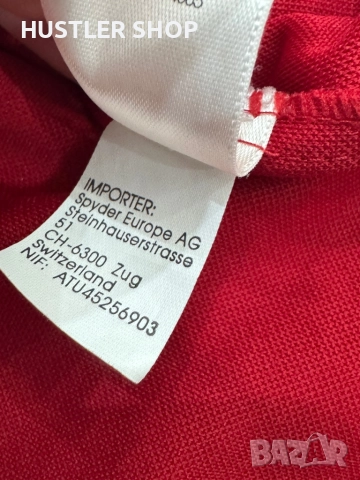 HUSTLER SHOP
IMPORTER:
Spyder Europe AG
Steinhauserstrasse
51
CH-6300 Zug
Switzerland
NIF: ATU45256903
BAZAR